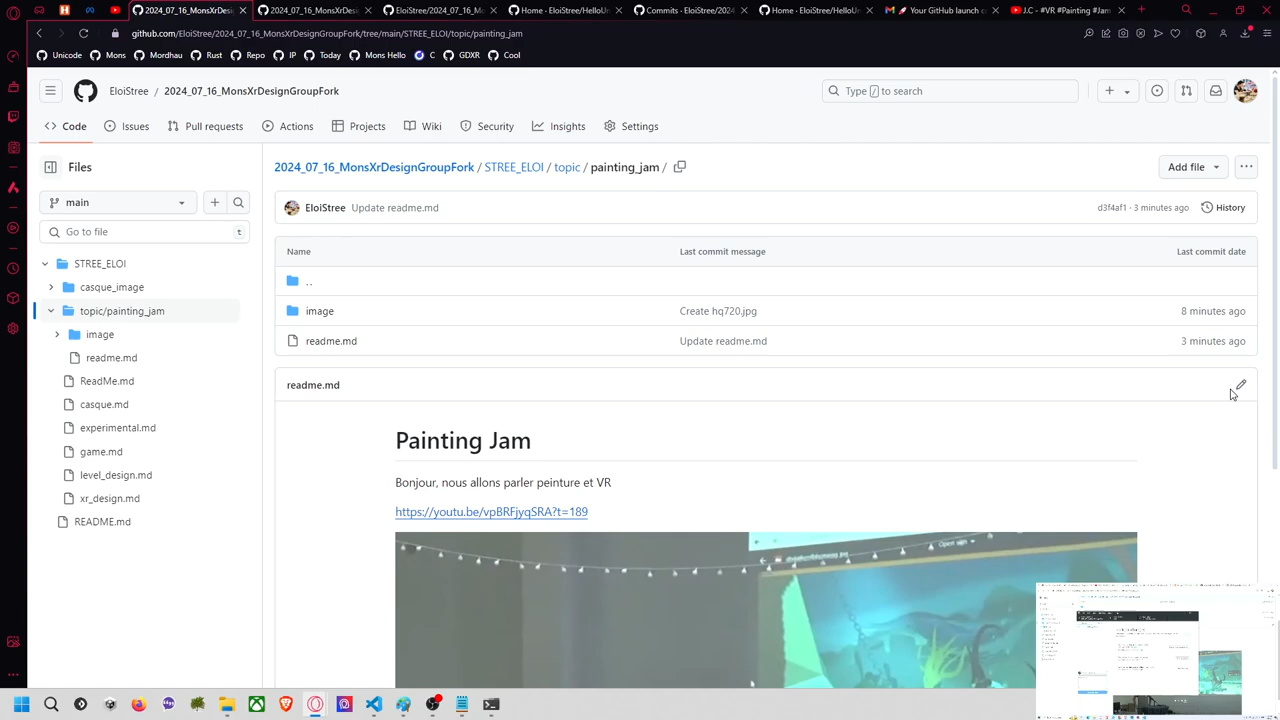 2024_07_16_MonsXrDesignG
2024_07_16_MonsXrDesignG
EloiStree/2024_07_16_Mons
Home · EloiStree/HelloUn
Commits · EloiStree/
Home · EloiStree/HelloUn
Your GitHub launch c
J.C - #VR #Painting #Jam
github.com/EloiStree/2024_07_16_MonsXrDesignGroupFork/tree/main/STREE_ELOI/topic/painting_jam
Unicode Mons Mordhau Rust Repo IP Today Mons Hello C GDXR Cool
EloiStree / 2024_07_16_MonsXrDesignGroupFork
Type / to search
Code Issues Pull requests Actions Projects Wiki Security Insights Settings
Files
2024_07_16_MonsXrDesignGroupFork / STREE_ELOI / topic / painting_jam /
Add file
main
EloiStree Update readme.md
d3f4af1 · 3 minutes ago History
Go to file t
Name Last commit message Last commit date
STREE_ELOI
casque_image
topic/painting_jam
image
readme.md
ReadMe.md
casque.md
experimental.md
game.md
level_design.md
xr_design.md
README.md
..
image Create hq720.jpg 8 minutes ago
readme.md Update readme.md 3 minutes ago
readme.md
Painting Jam
Bonjour, nous allons parler peinture et VR
https://youtu.be/vpBRFjyqSRA?t=189
Open